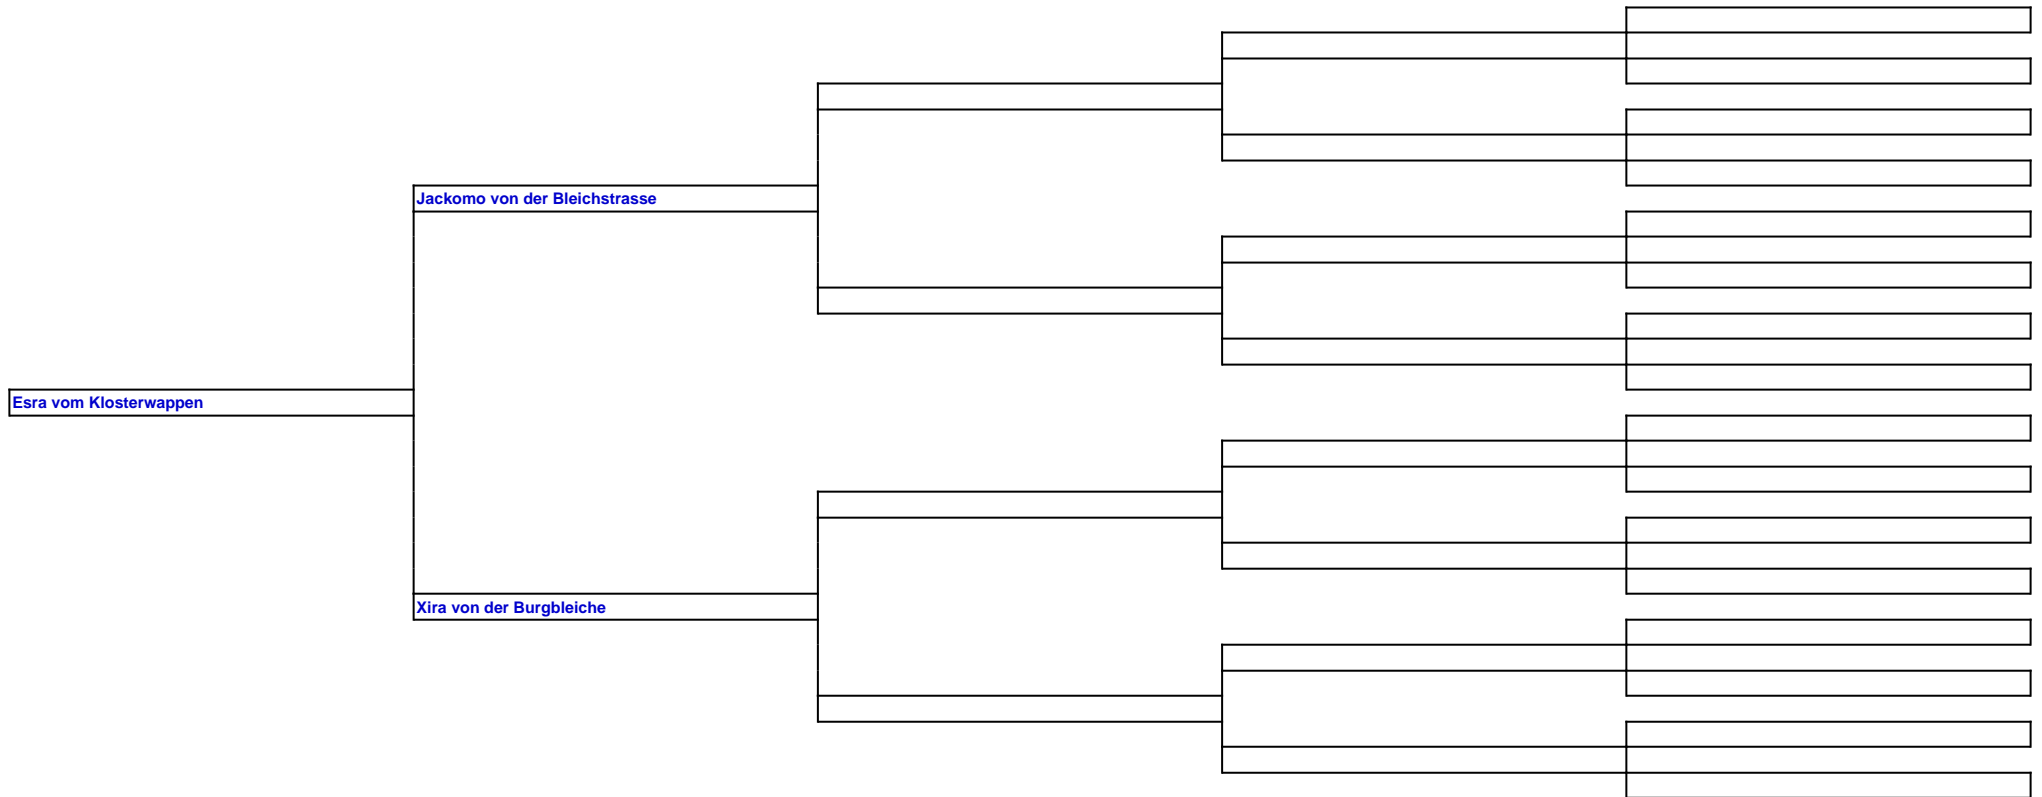 Jackomo von der Bleichstrasse
Esra vom Klosterwappen
Xira von der Burgbleiche